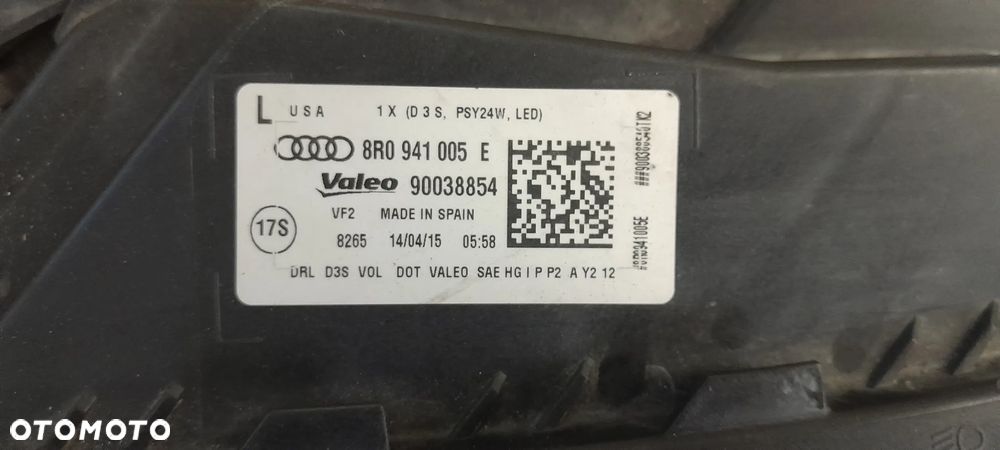 L USA 1 X (D3S, PSY24W, LED)
8R0 941 005 E
Valeo 90038854
17S
VF2 MADE IN SPAIN
8265 14/04/15 05:58
DRL D3S VOL DOT VALEO SAE HG I P P2 A Y2 12
OTOMOTO